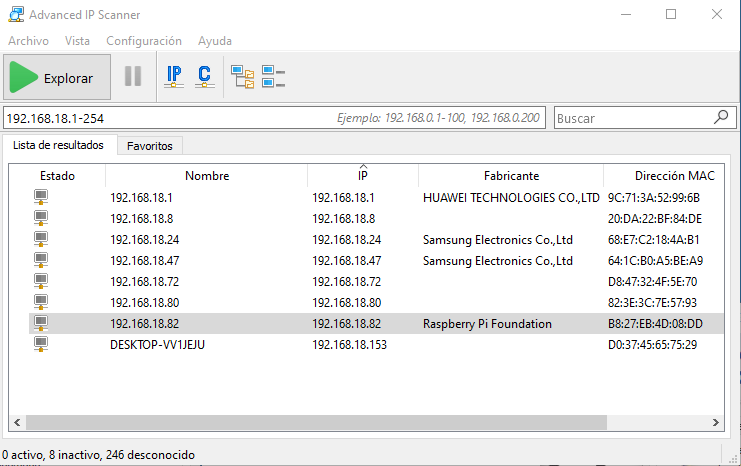 Advanced IP Scanner
Archivo Vista Configuración Ayuda
Explorar IP C
192.168.18.1-254 Ejemplo: 192.168.0.1-100, 192.168.0.200 Buscar
Lista de resultados Favoritos
Estado Nombre IP Fabricante Dirección MAC
192.168.18.1 192.168.18.1 HUAWEI TECHNOLOGIES CO.,LTD 9C:71:3A:52:99:6B
192.168.18.8 192.168.18.8 20:DA:22:BF:84:DE
192.168.18.24 192.168.18.24 Samsung Electronics Co.,Ltd 68:E7:C2:18:4A:B1
192.168.18.47 192.168.18.47 Samsung Electronics Co.,Ltd 64:1C:B0:A5:BE:A9
192.168.18.72 192.168.18.72 D8:47:32:4F:5E:70
192.168.18.80 192.168.18.80 82:3E:3C:7E:57:93
192.168.18.82 192.168.18.82 Raspberry Pi Foundation B8:27:EB:4D:08:DD
DESKTOP-VV1JEJU 192.168.18.153 D0:37:45:65:75:29
0 activo, 8 inactivo, 246 desconocido